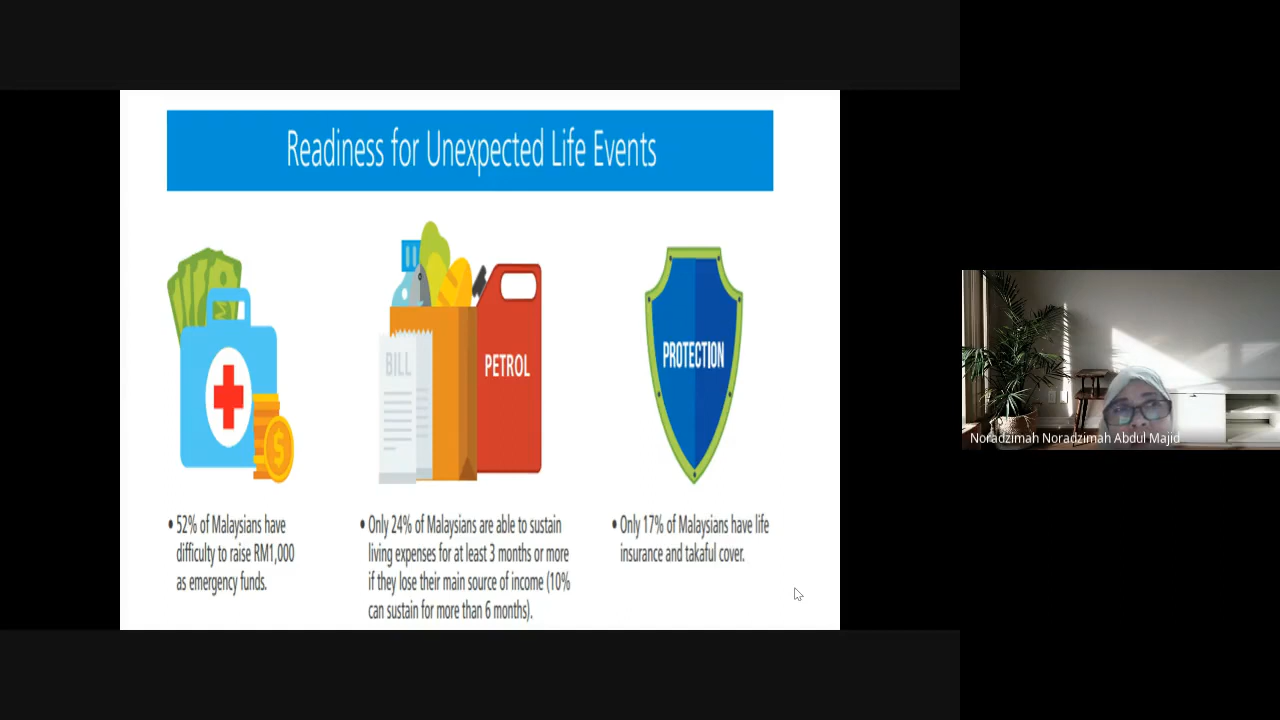 Readiness for Unexpected Life Events
BILL
PETROL
PROTECTION
$
• 52% of Malaysians have
difficulty to raise RM1,000
as emergency funds.
• Only 24% of Malaysians are able to sustain
living expenses for at least 3 months or more
if they lose their main source of income (10%
can sustain for more than 6 months).
• Only 17% of Malaysians have life
insurance and takaful cover.
Noradzimah Noradzimah Abdul Majid